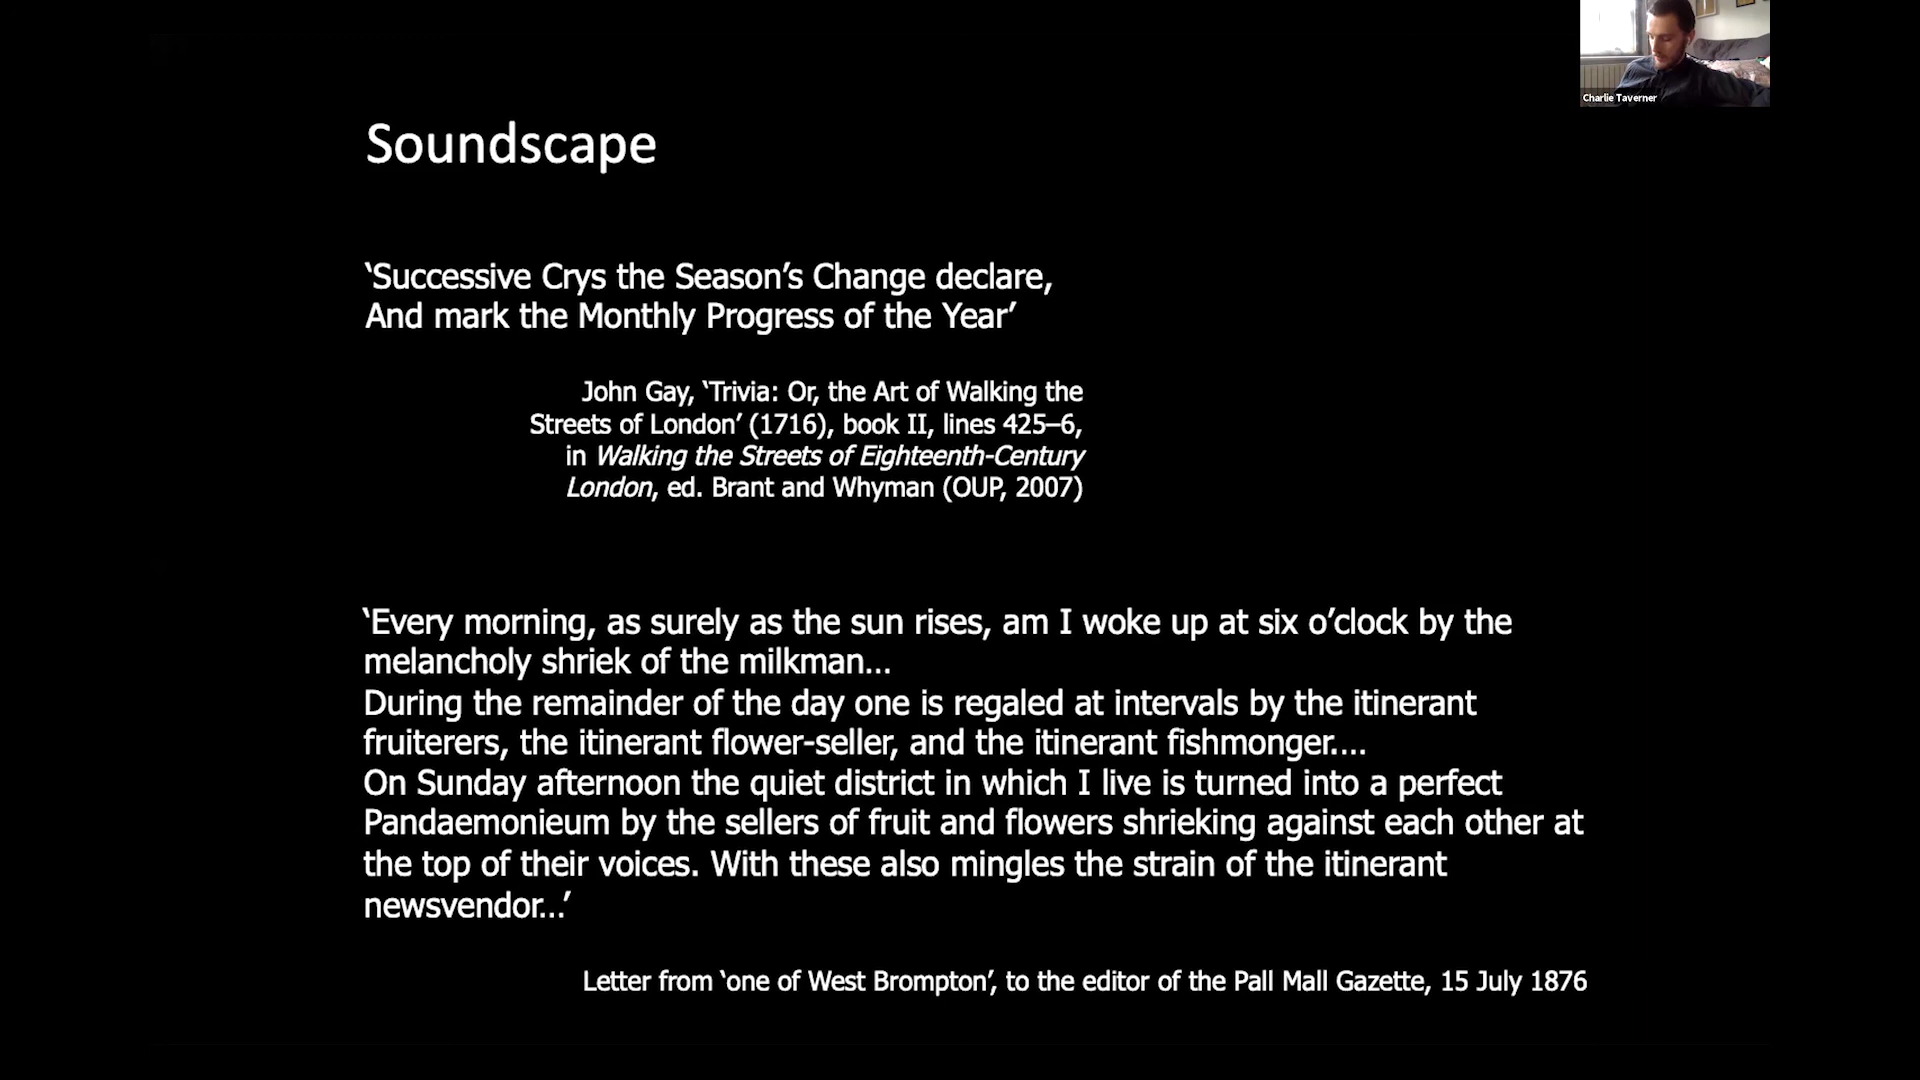 Charlie Taverner
Soundscape
‘Successive Crys the Season’s Change declare,
And mark the Monthly Progress of the Year’
John Gay, ‘Trivia: Or, the Art of Walking the
Streets of London’ (1716), book II, lines 425–6,
in Walking the Streets of Eighteenth-Century
London, ed. Brant and Whyman (OUP, 2007)
‘Every morning, as surely as the sun rises, am I woke up at six o’clock by the
melancholy shriek of the milkman...
During the remainder of the day one is regaled at intervals by the itinerant
fruiterers, the itinerant flower-seller, and the itinerant fishmonger....
On Sunday afternoon the quiet district in which I live is turned into a perfect
Pandaemonieum by the sellers of fruit and flowers shrieking against each other at
the top of their voices. With these also mingles the strain of the itinerant
newsvendor...’
Letter from ‘one of West Brompton’, to the editor of the Pall Mall Gazette, 15 July 1876